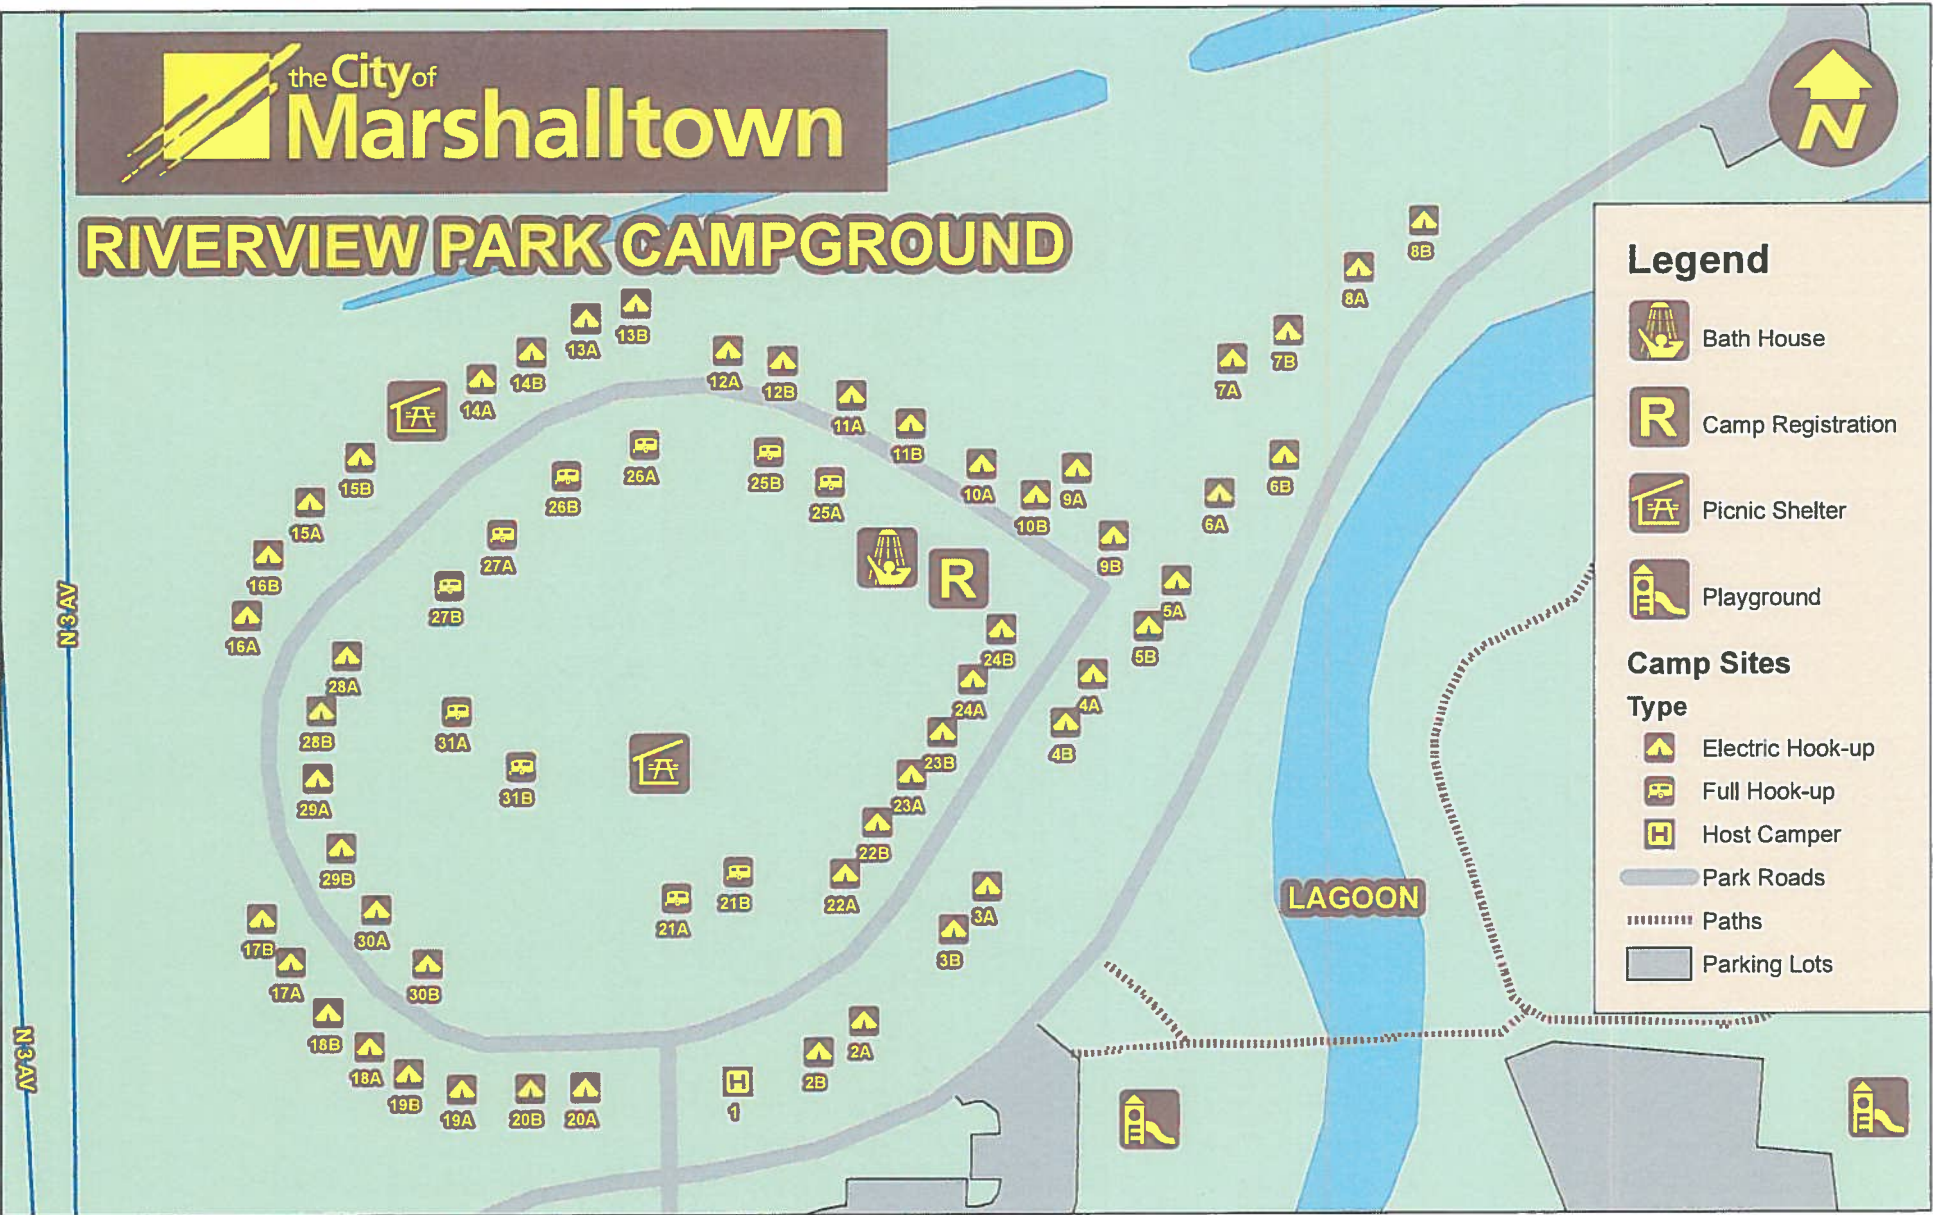 the City of
Marshalltown
RIVERVIEW PARK CAMPGROUND
N
8B
8A
7B
7A
13B
13A
14B
14A
12A
12B
11A
11B
15B
15A
16B
16A
26A
26B
25B
25A
27A
27B
10A
9A
10B
9B
6B
6A
R
5A
5B
4A
4B
24B
24A
23B
23A
22B
22A
28A
28B
29A
29B
30A
30B
31A
31B
21B
21A
3A
3B
17B
17A
18B
18A
19B
19A
20B
20A
H
1
2A
2B
N 3 AV
N 3 AV
LAGOON
Legend
Bath House
R Camp Registration
Picnic Shelter
Playground
Camp Sites
Type
Electric Hook-up
Full Hook-up
H Host Camper
Park Roads
Paths
Parking Lots